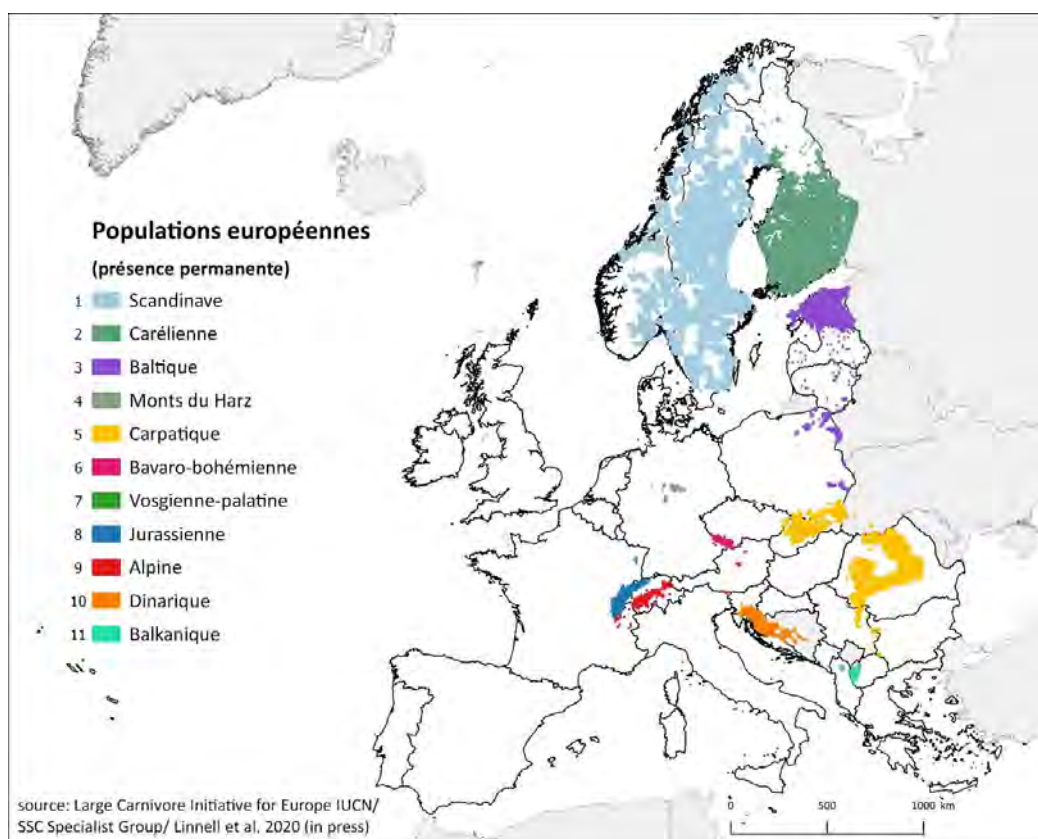 Populations européennes
(présence permanente)
1 Scandinave
2 Carélienne
3 Baltique
4 Monts du Harz
5 Carpatique
6 Bavaro-bohémienne
7 Vosgienne-palatine
8 Jurassienne
9 Alpine
10 Dinarique
11 Balkanique
source: Large Carnivore Initiative for Europe IUCN/
SSC Specialist Group/ Linnell et al. 2020 (in press)
0 500 1000 km